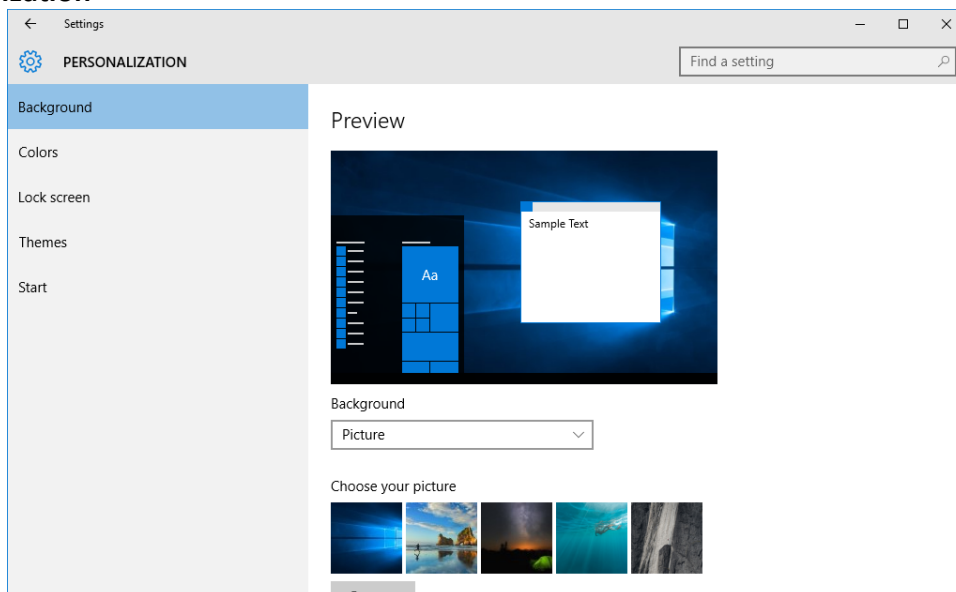 Settings
PERSONALIZATION
Find a setting
Background
Colors
Lock screen
Themes
Start
Preview
Sample Text
Aa
Background
Picture
Choose your picture